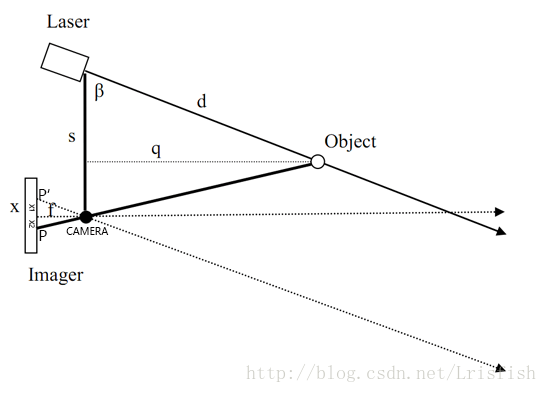 Laser
β
d
s
q
Object
P'
x
x1
f
x2
P
CAMERA
Imager
http://blog.csdn.net/Lrisfish